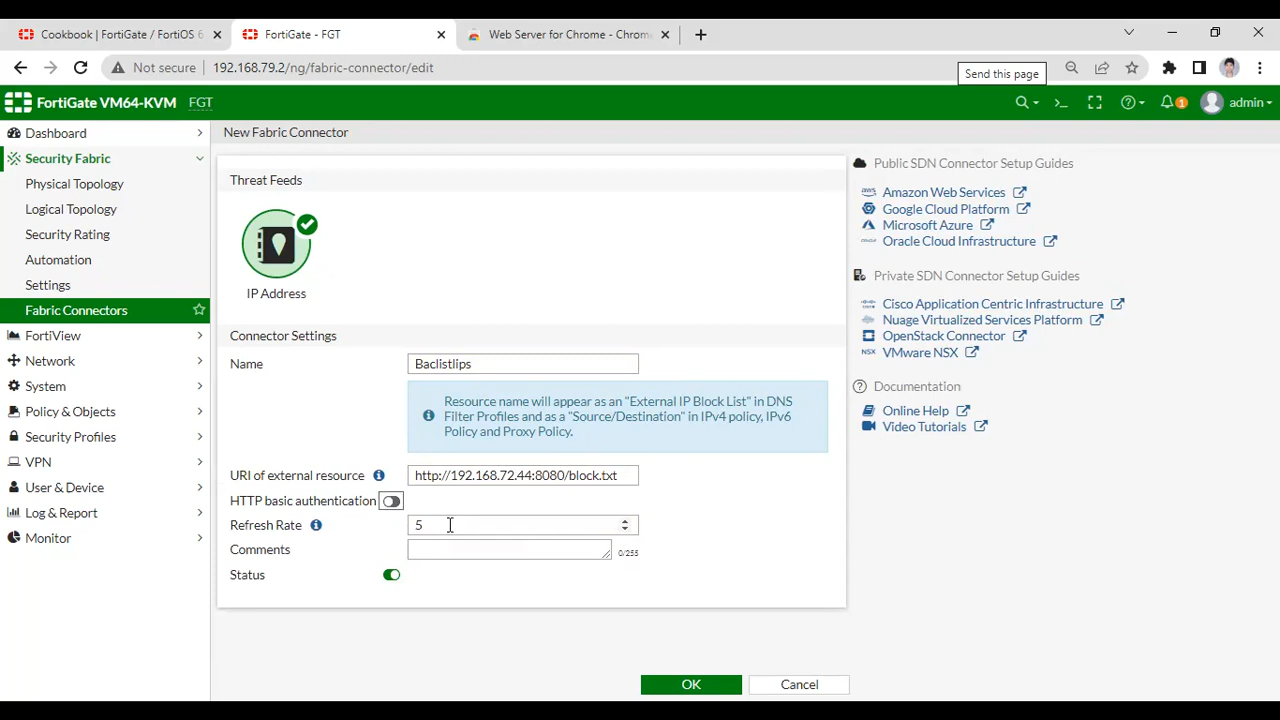 Cookbook | FortiGate / FortiOS 6
FortiGate - FGT
Web Server for Chrome - Chrom
Not secure
192.168.79.2/ng/fabric-connector/edit
Send this page
FortiGate VM64-KVM
FGT
1
admin
Dashboard
Security Fabric
Physical Topology
Logical Topology
Security Rating
Automation
Settings
Fabric Connectors
FortiView
Network
System
Policy & Objects
Security Profiles
VPN
User & Device
Log & Report
Monitor
New Fabric Connector
Threat Feeds
IP Address
Connector Settings
Name
Baclistlips
Resource name will appear as an "External IP Block List" in DNS
Filter Profiles and as a "Source/Destination" in IPv4 policy, IPv6
Policy and Proxy Policy.
URI of external resource
http://192.168.72.44:8080/block.txt
HTTP basic authentication
Refresh Rate
5
Comments
0/255
Status
OK
Cancel
Public SDN Connector Setup Guides
aws Amazon Web Services
Google Cloud Platform
Microsoft Azure
Oracle Cloud Infrastructure
Private SDN Connector Setup Guides
Cisco Application Centric Infrastructure
Nuage Virtualized Services Platform
OpenStack Connector
NSX VMware NSX
Documentation
Online Help
Video Tutorials